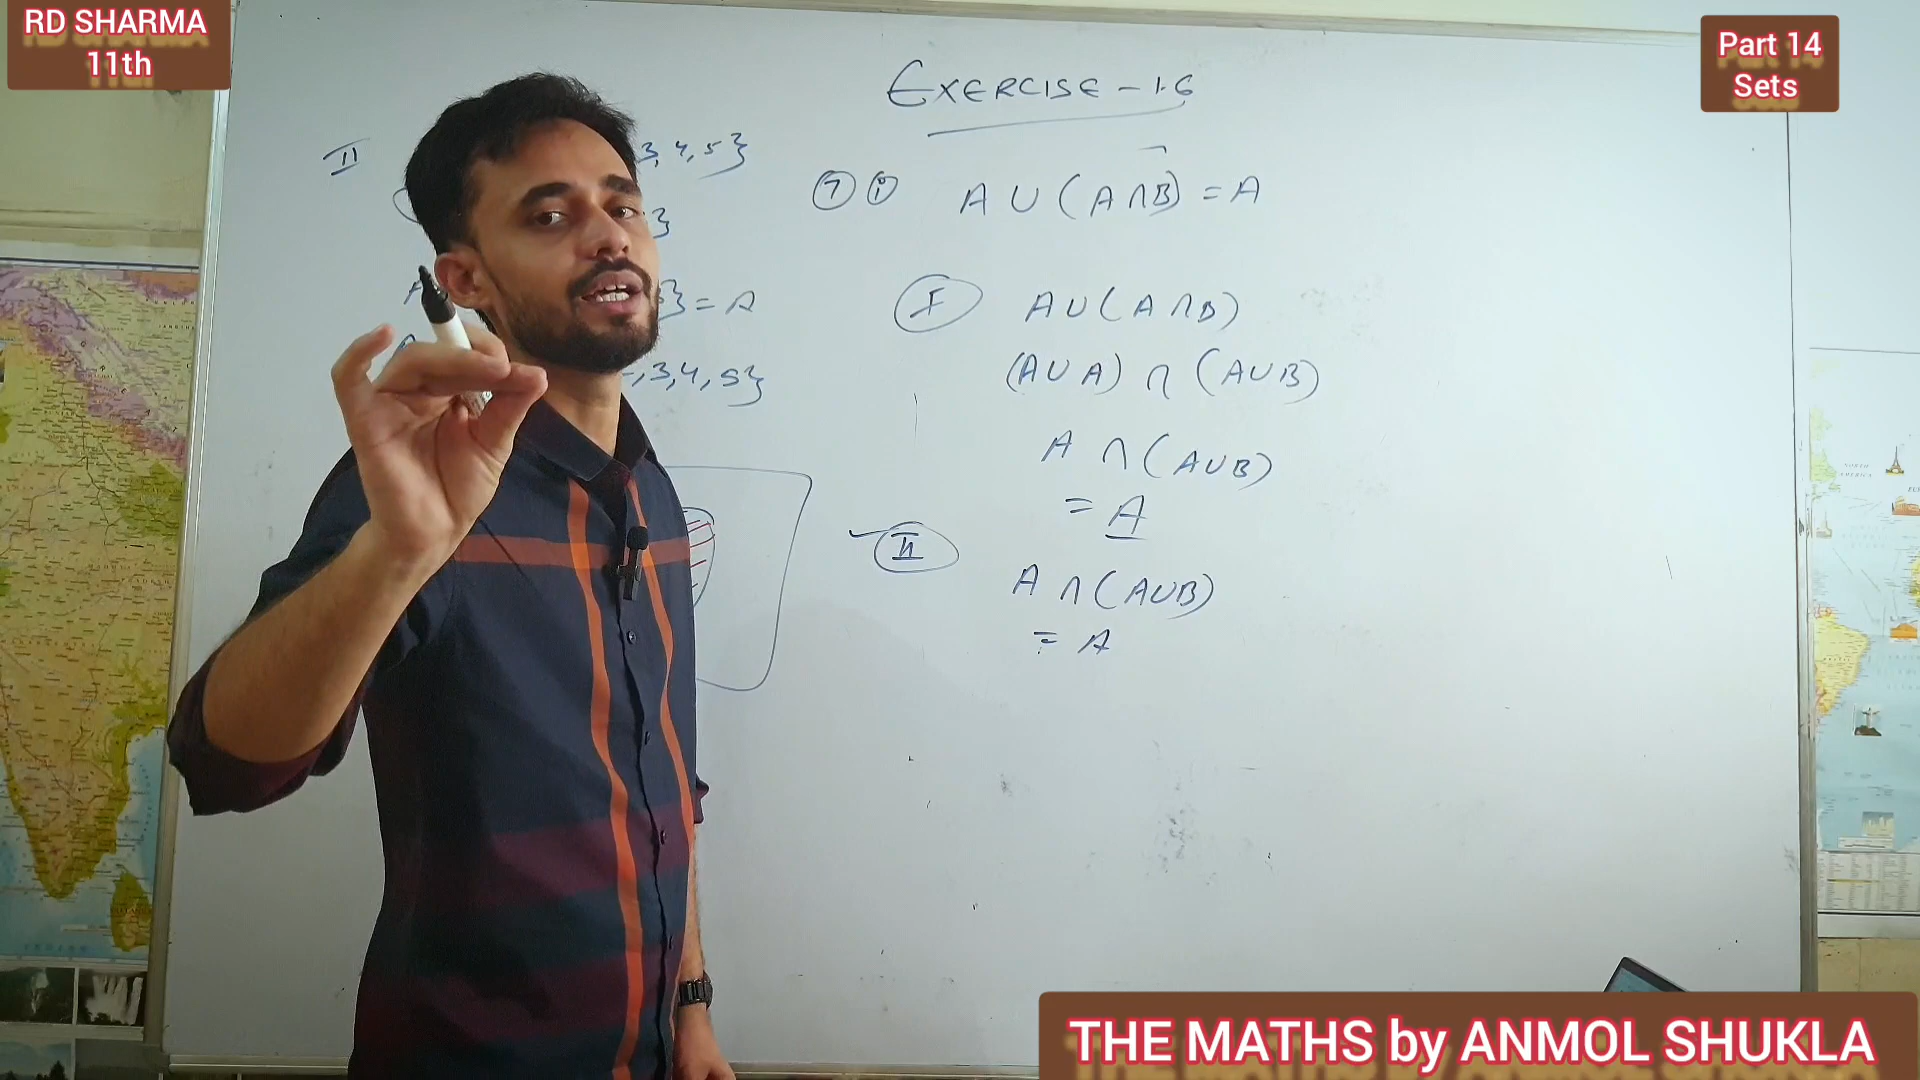 RD SHARMA
11th
Part 14
Sets
EXERCISE - 1.6
II
3, 4, 5}
}
} = A
, 3, 4, 5}
7 i A ∪ (A ∩ B) = A
I A ∪ (A ∩ B)
(A ∪ A) ∩ (A ∪ B)
A ∩ (A ∪ B)
= A
II A ∩ (A ∪ B)
= A
THE MATHS by ANMOL SHUKLA